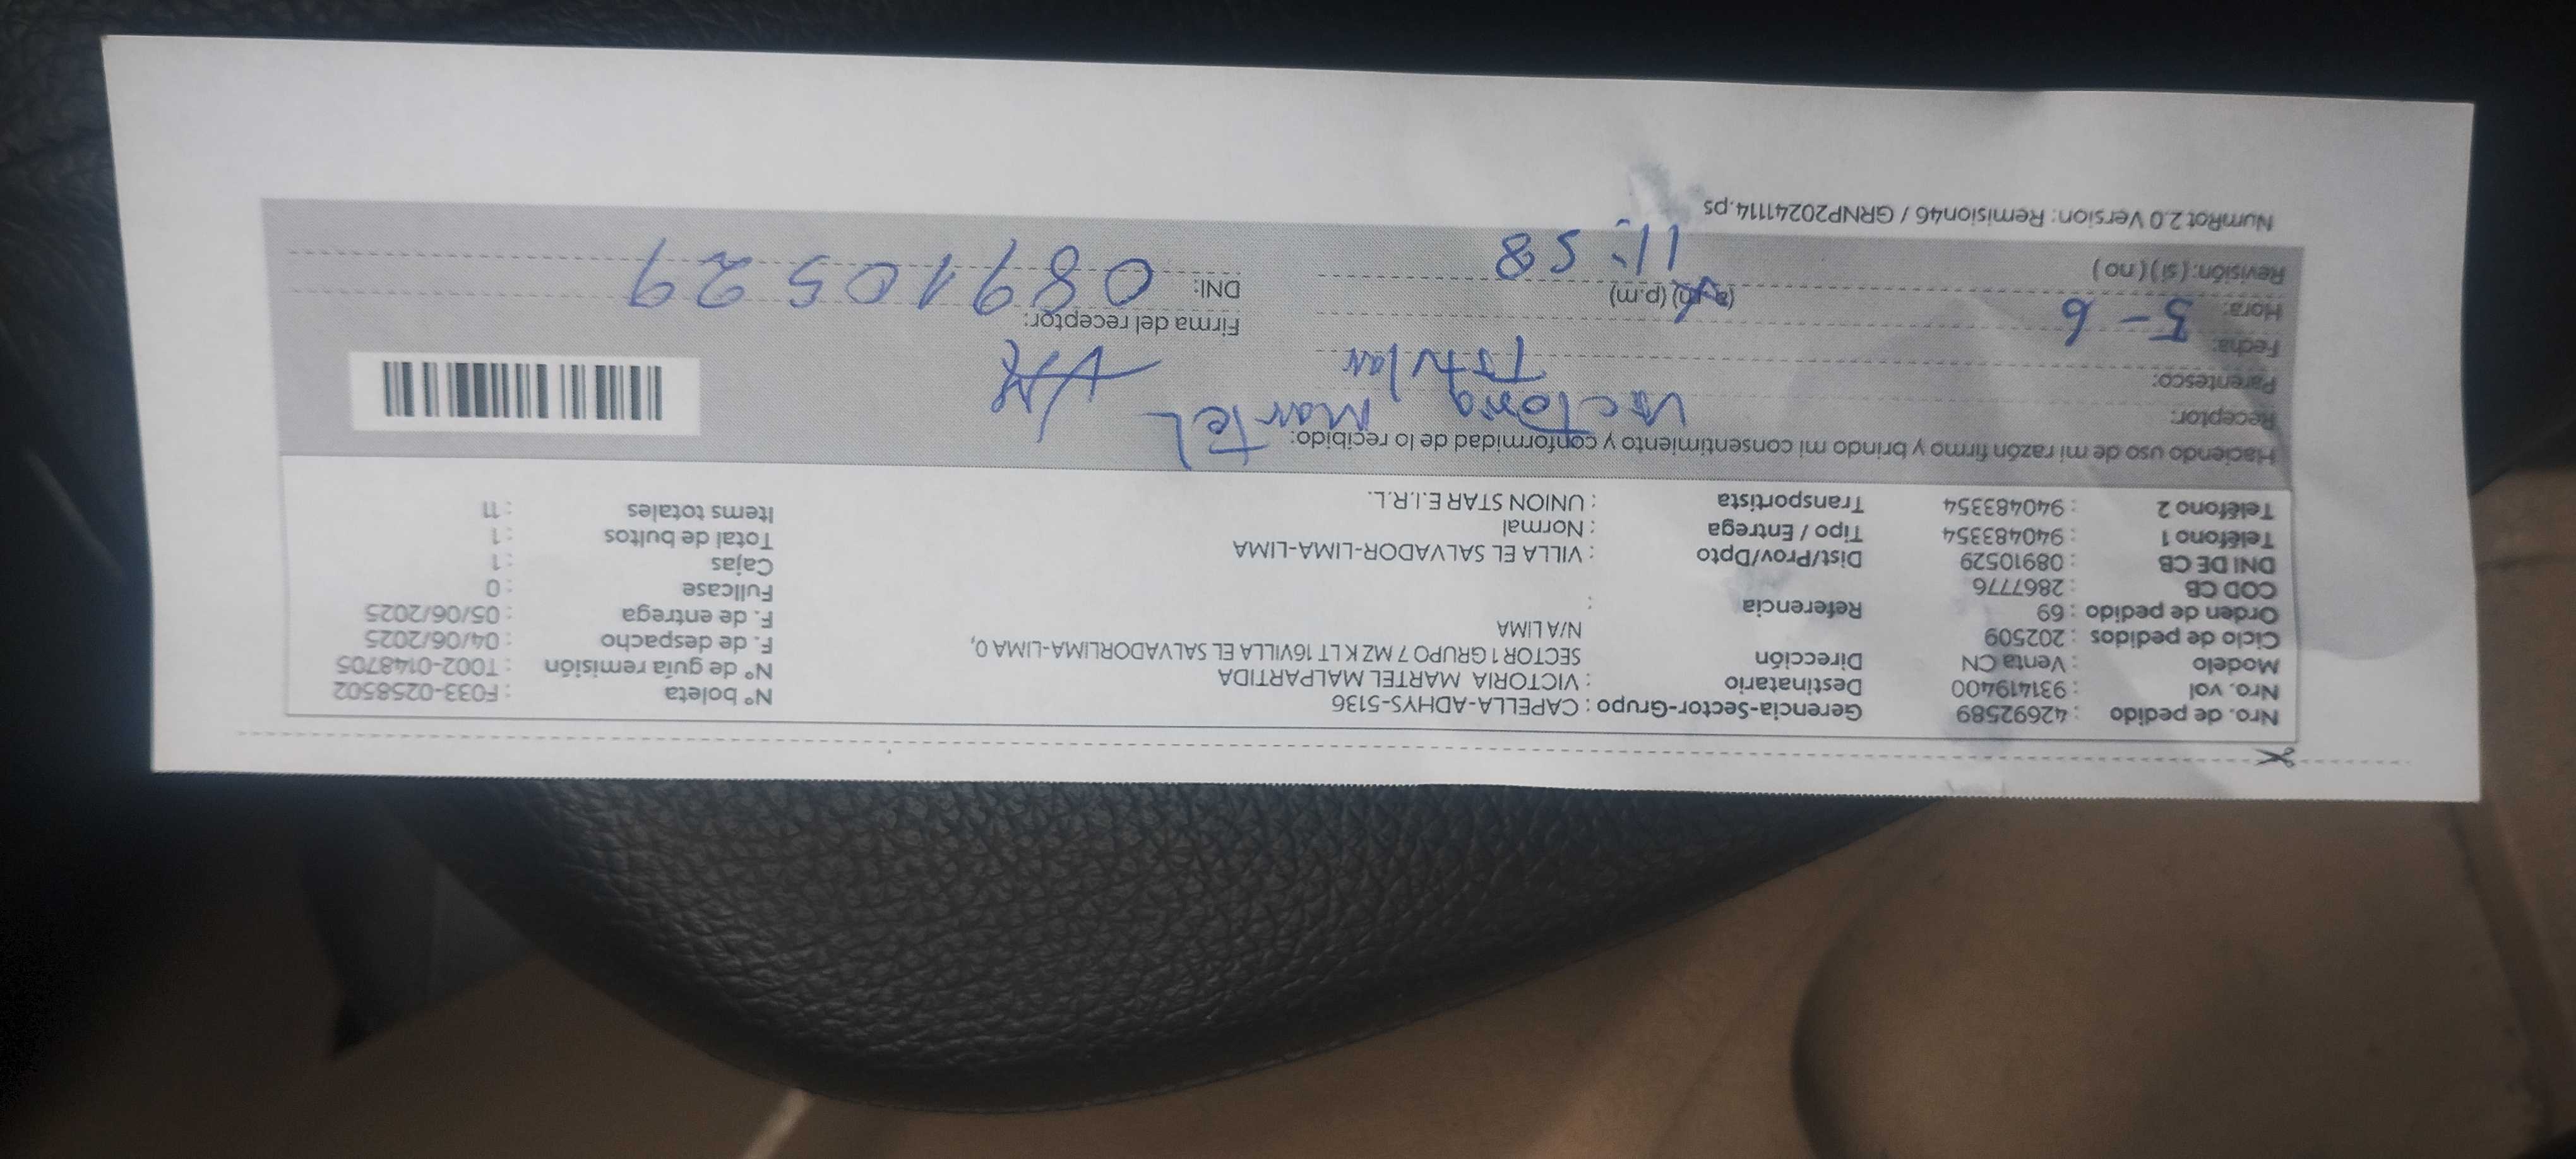 Nro. de pedido : 42692589 Gerencia-Sector-Grupo : CAPELLA-ADHYS-5136 N° boleta : F033-0258502
Nro. vol : 931419400 Destinatario : VICTORIA MARTEL MALPARTIDA N° de guía remisión : T002-0148705
Modelo : Venta CN Dirección SECTOR 1 GRUPO 7 MZ K LT 16VILLA EL SALVADORLIMA-LIMA 0, F. de despacho : 04/06/2025
Ciclo de pedidos : 202509 N/A LIMA F. de entrega : 05/06/2025
Orden de pedido : 69 Referencia : Fullcase : 0
COD CB : 2867776 Cajas : 1
DNI DE CB : 08910529 Dist/Prov/Dpto : VILLA EL SALVADOR-LIMA-LIMA Total de bultos : 1
Teléfono 1 : 940483354 Tipo / Entrega : Normal Items totales : 11
Teléfono 2 : 940483354 Transportista : UNION STAR E.I.R.L.
Haciendo uso de mi razón firmo y brindo mi consentimiento y conformidad de lo recibido:
Receptor: Victoria Martel
Parentesco: Titular
Fecha: 5-6 Firma del receptor:
Hora: (a.m) (p.m) 11:58 DNI: 08910529
Revisión: ( si ) ( no )
NumRot 2.0 Version: Remision46 / GRNP20241114.ps